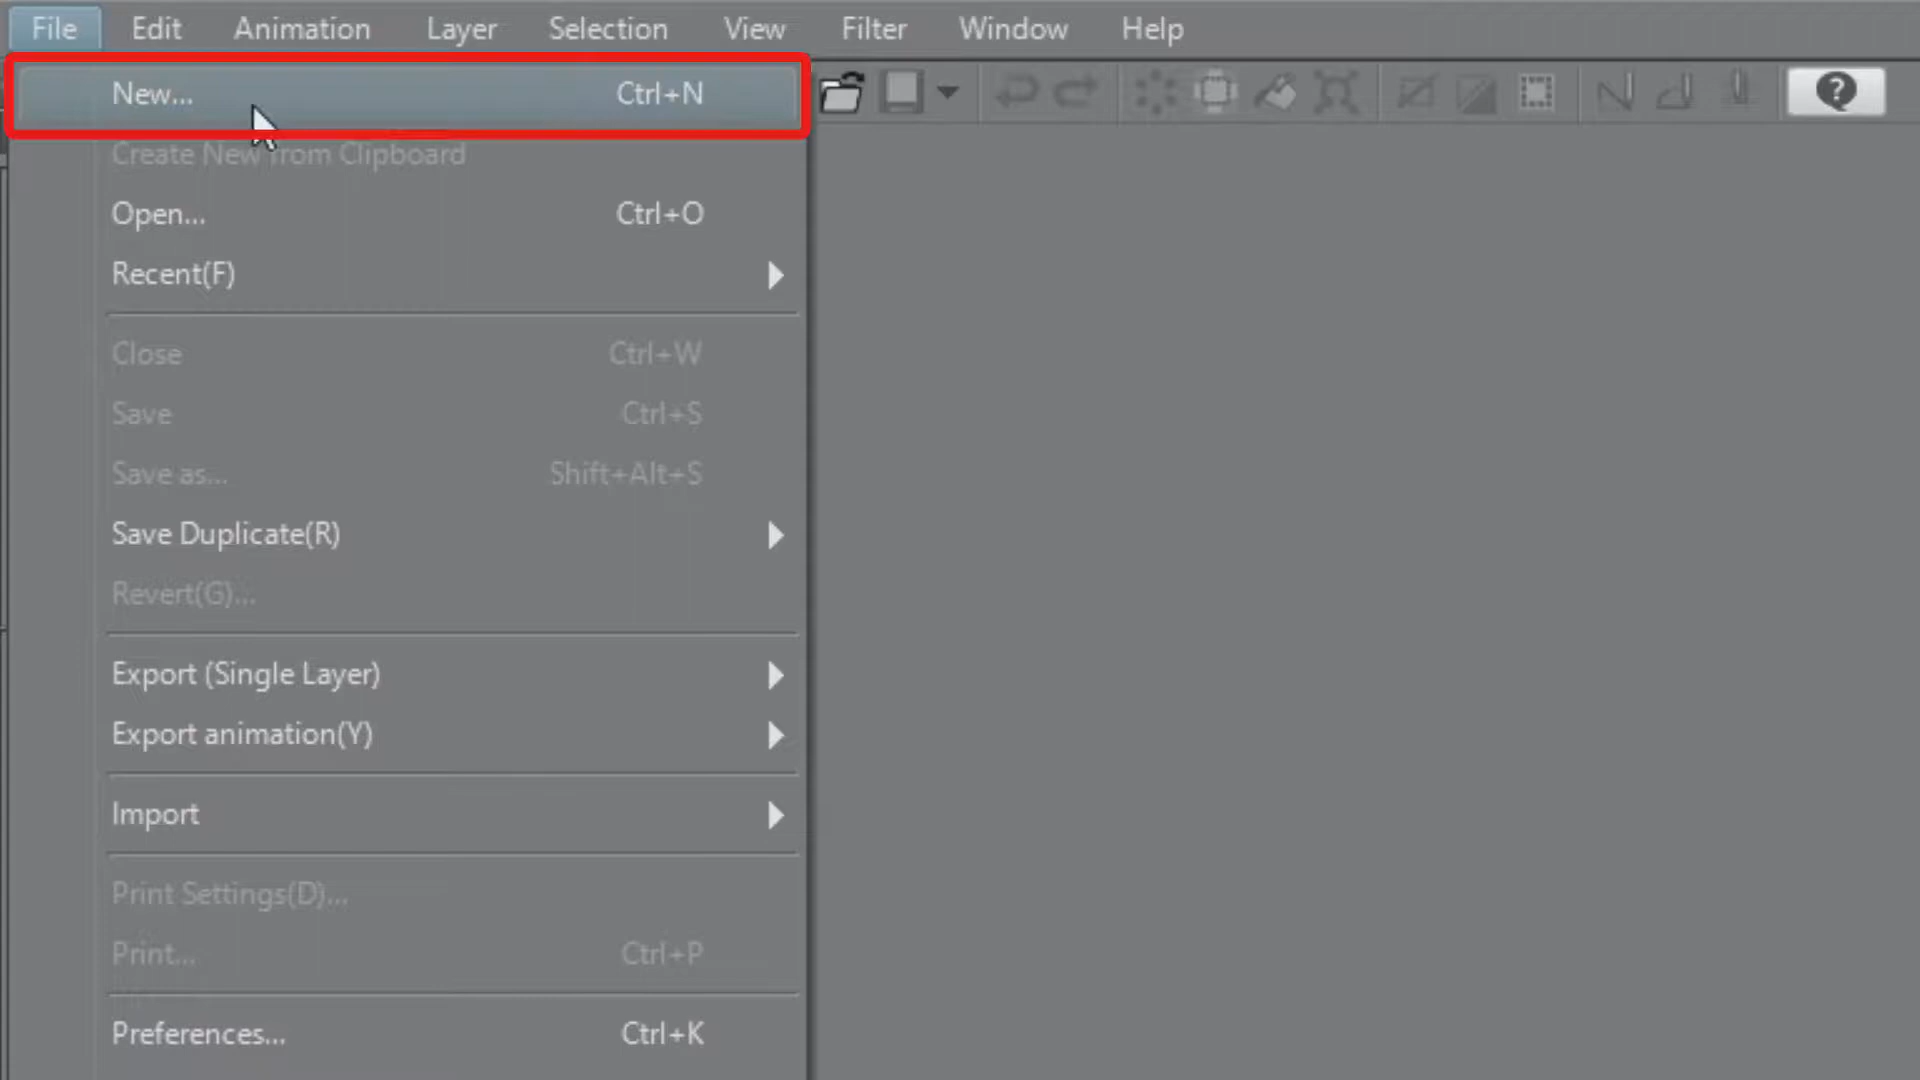 File Edit Animation Layer Selection View Filter Window Help
New... Ctrl+N
Create New from Clipboard
Open... Ctrl+O
Recent(F)
Close Ctrl+W
Save Ctrl+S
Save as... Shift+Alt+S
Save Duplicate(R)
Revert(G)...
Export (Single Layer)
Export animation(Y)
Import
Print Settings(D)...
Print... Ctrl+P
Preferences... Ctrl+K